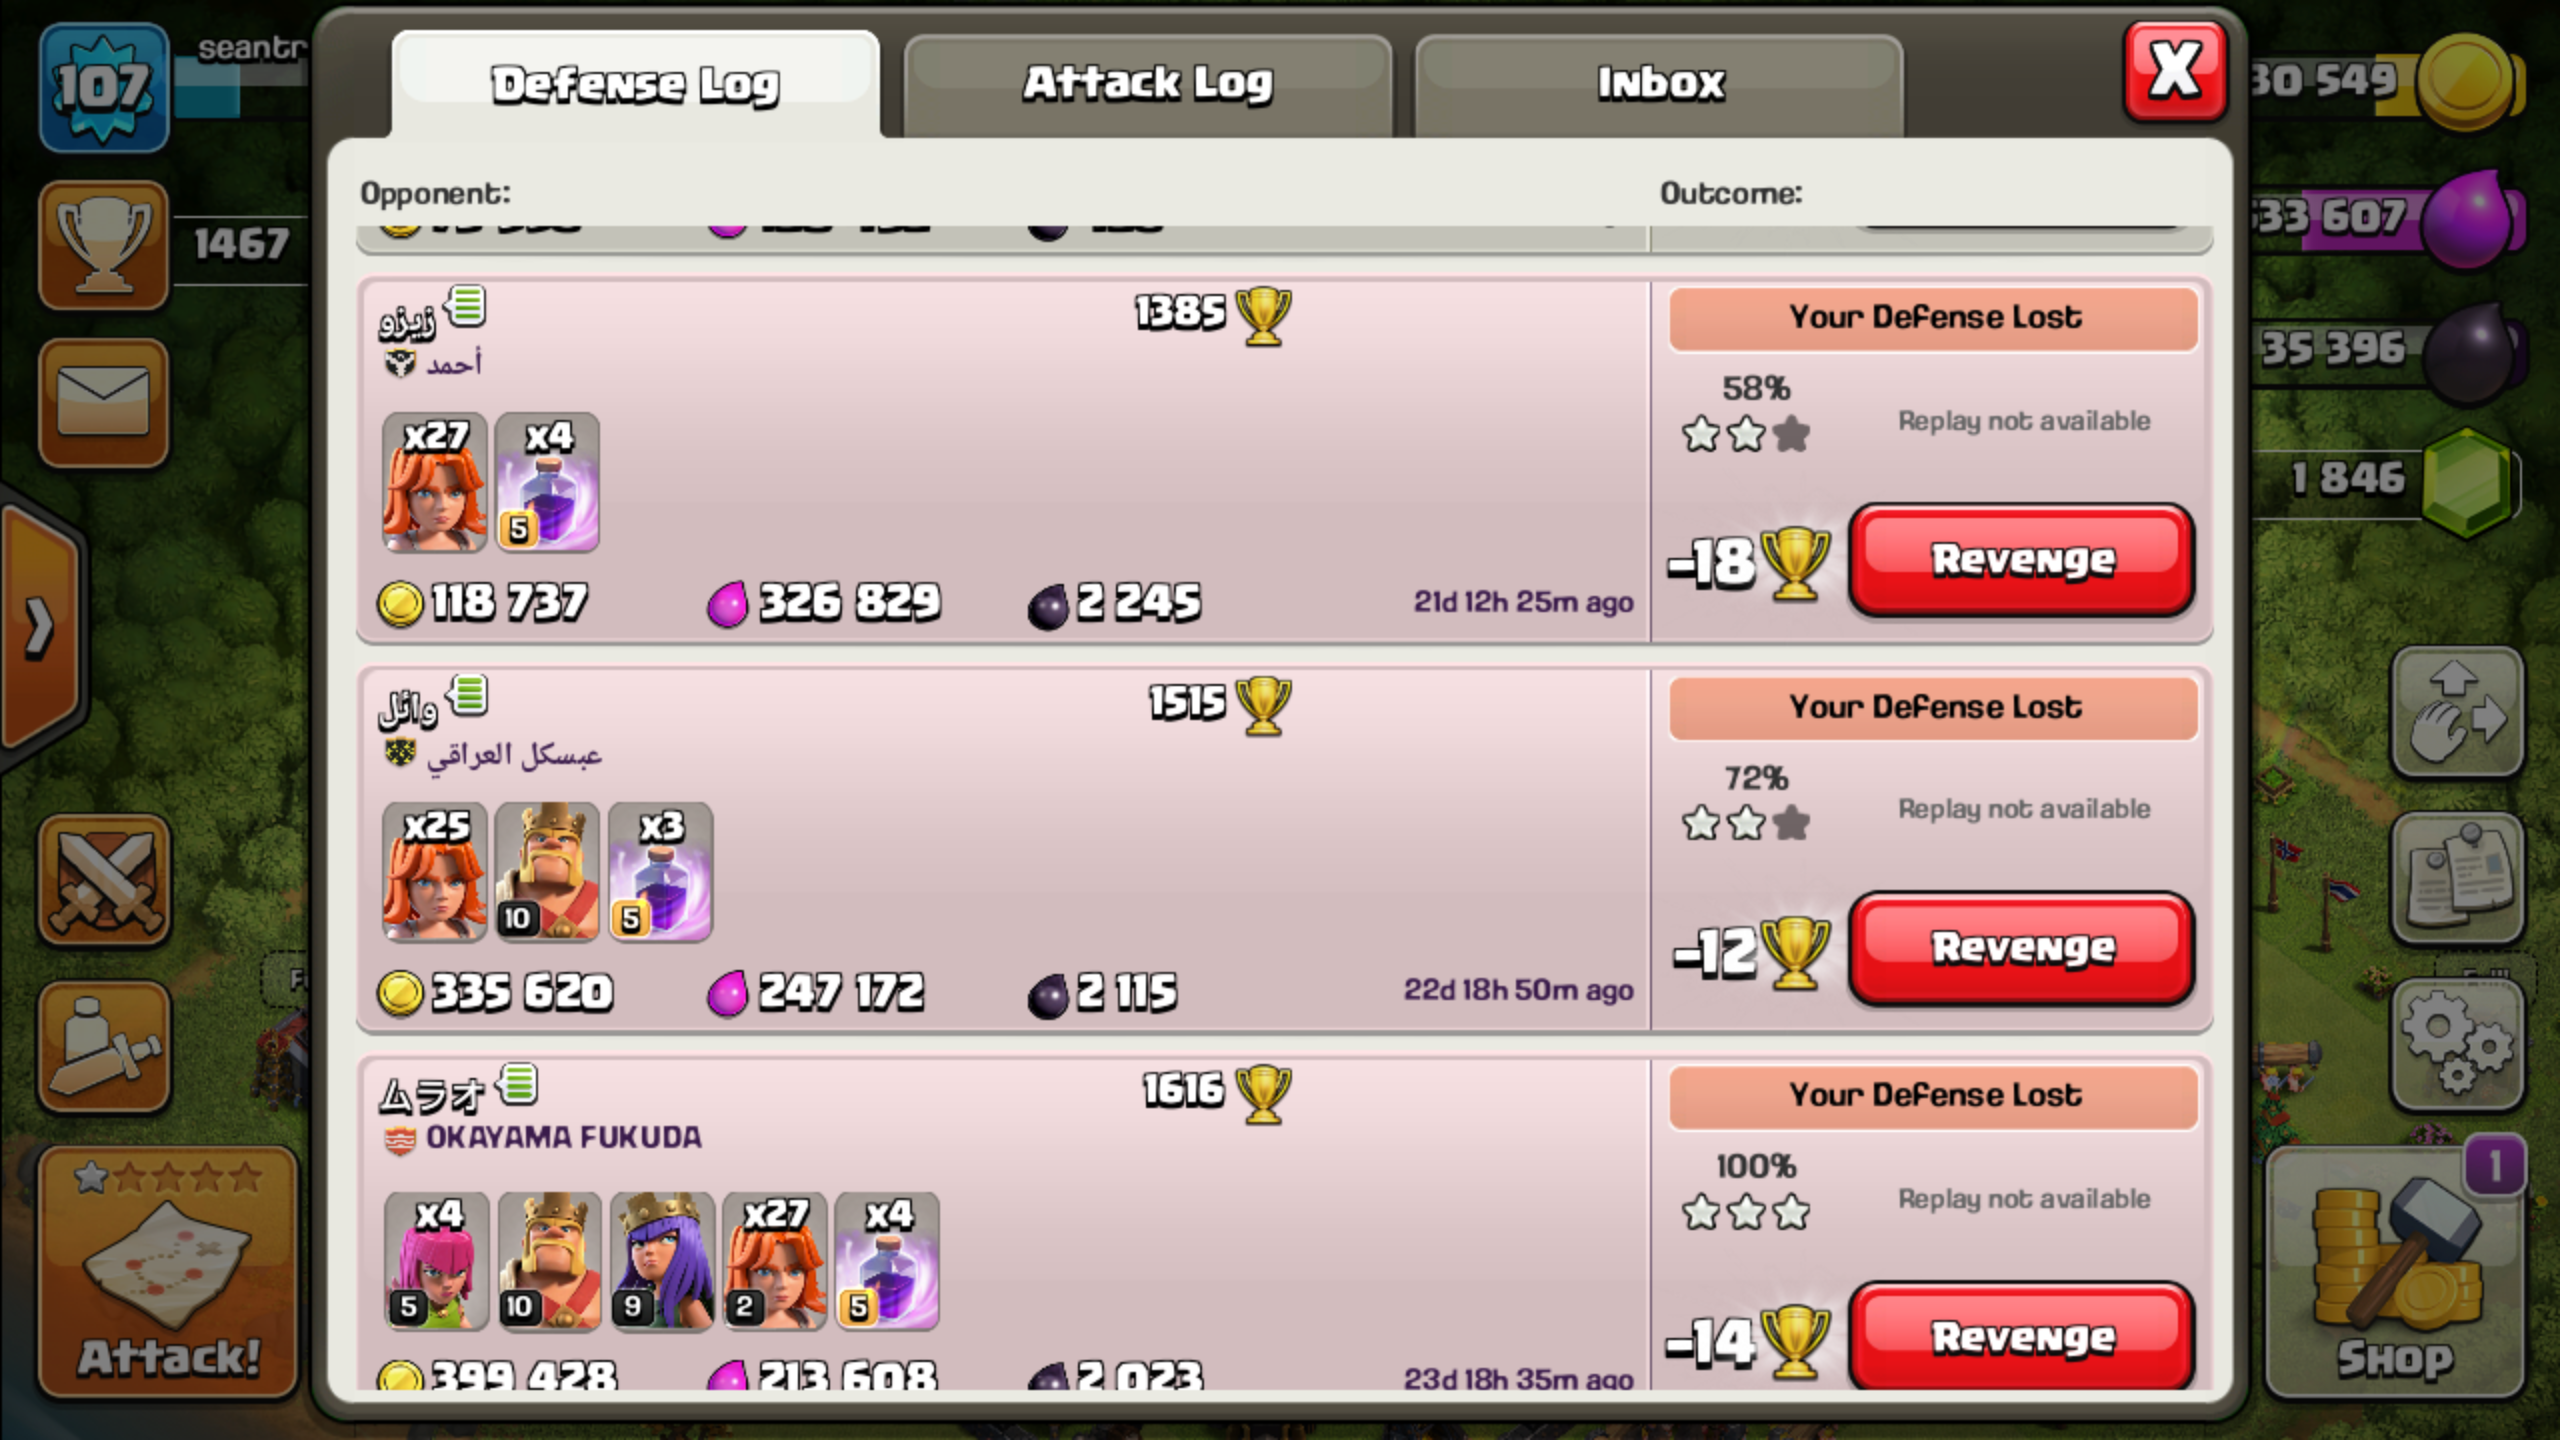 107
seantr
1467
Attack!
Defense Log
Attack Log
Inbox
X
Opponent:
Outcome:
زيزو
1385
أحمد
x27
x4
5
118 737
326 829
2 245
21d 12h 25m ago
Your Defense Lost
58%
Replay not available
-18
Revenge
وائل
1515
عبسكل العراقي
x25
10
x3
5
335 620
247 172
2 115
22d 18h 50m ago
Your Defense Lost
72%
Replay not available
-12
Revenge
ムラオ
1616
OKAYAMA FUKUDA
x4
5
10
9
x27
2
x4
5
399 428
213 608
2 023
23d 18h 35m ago
Your Defense Lost
100%
Replay not available
-14
Revenge
30 549
33 607
35 396
1 846
1
Shop